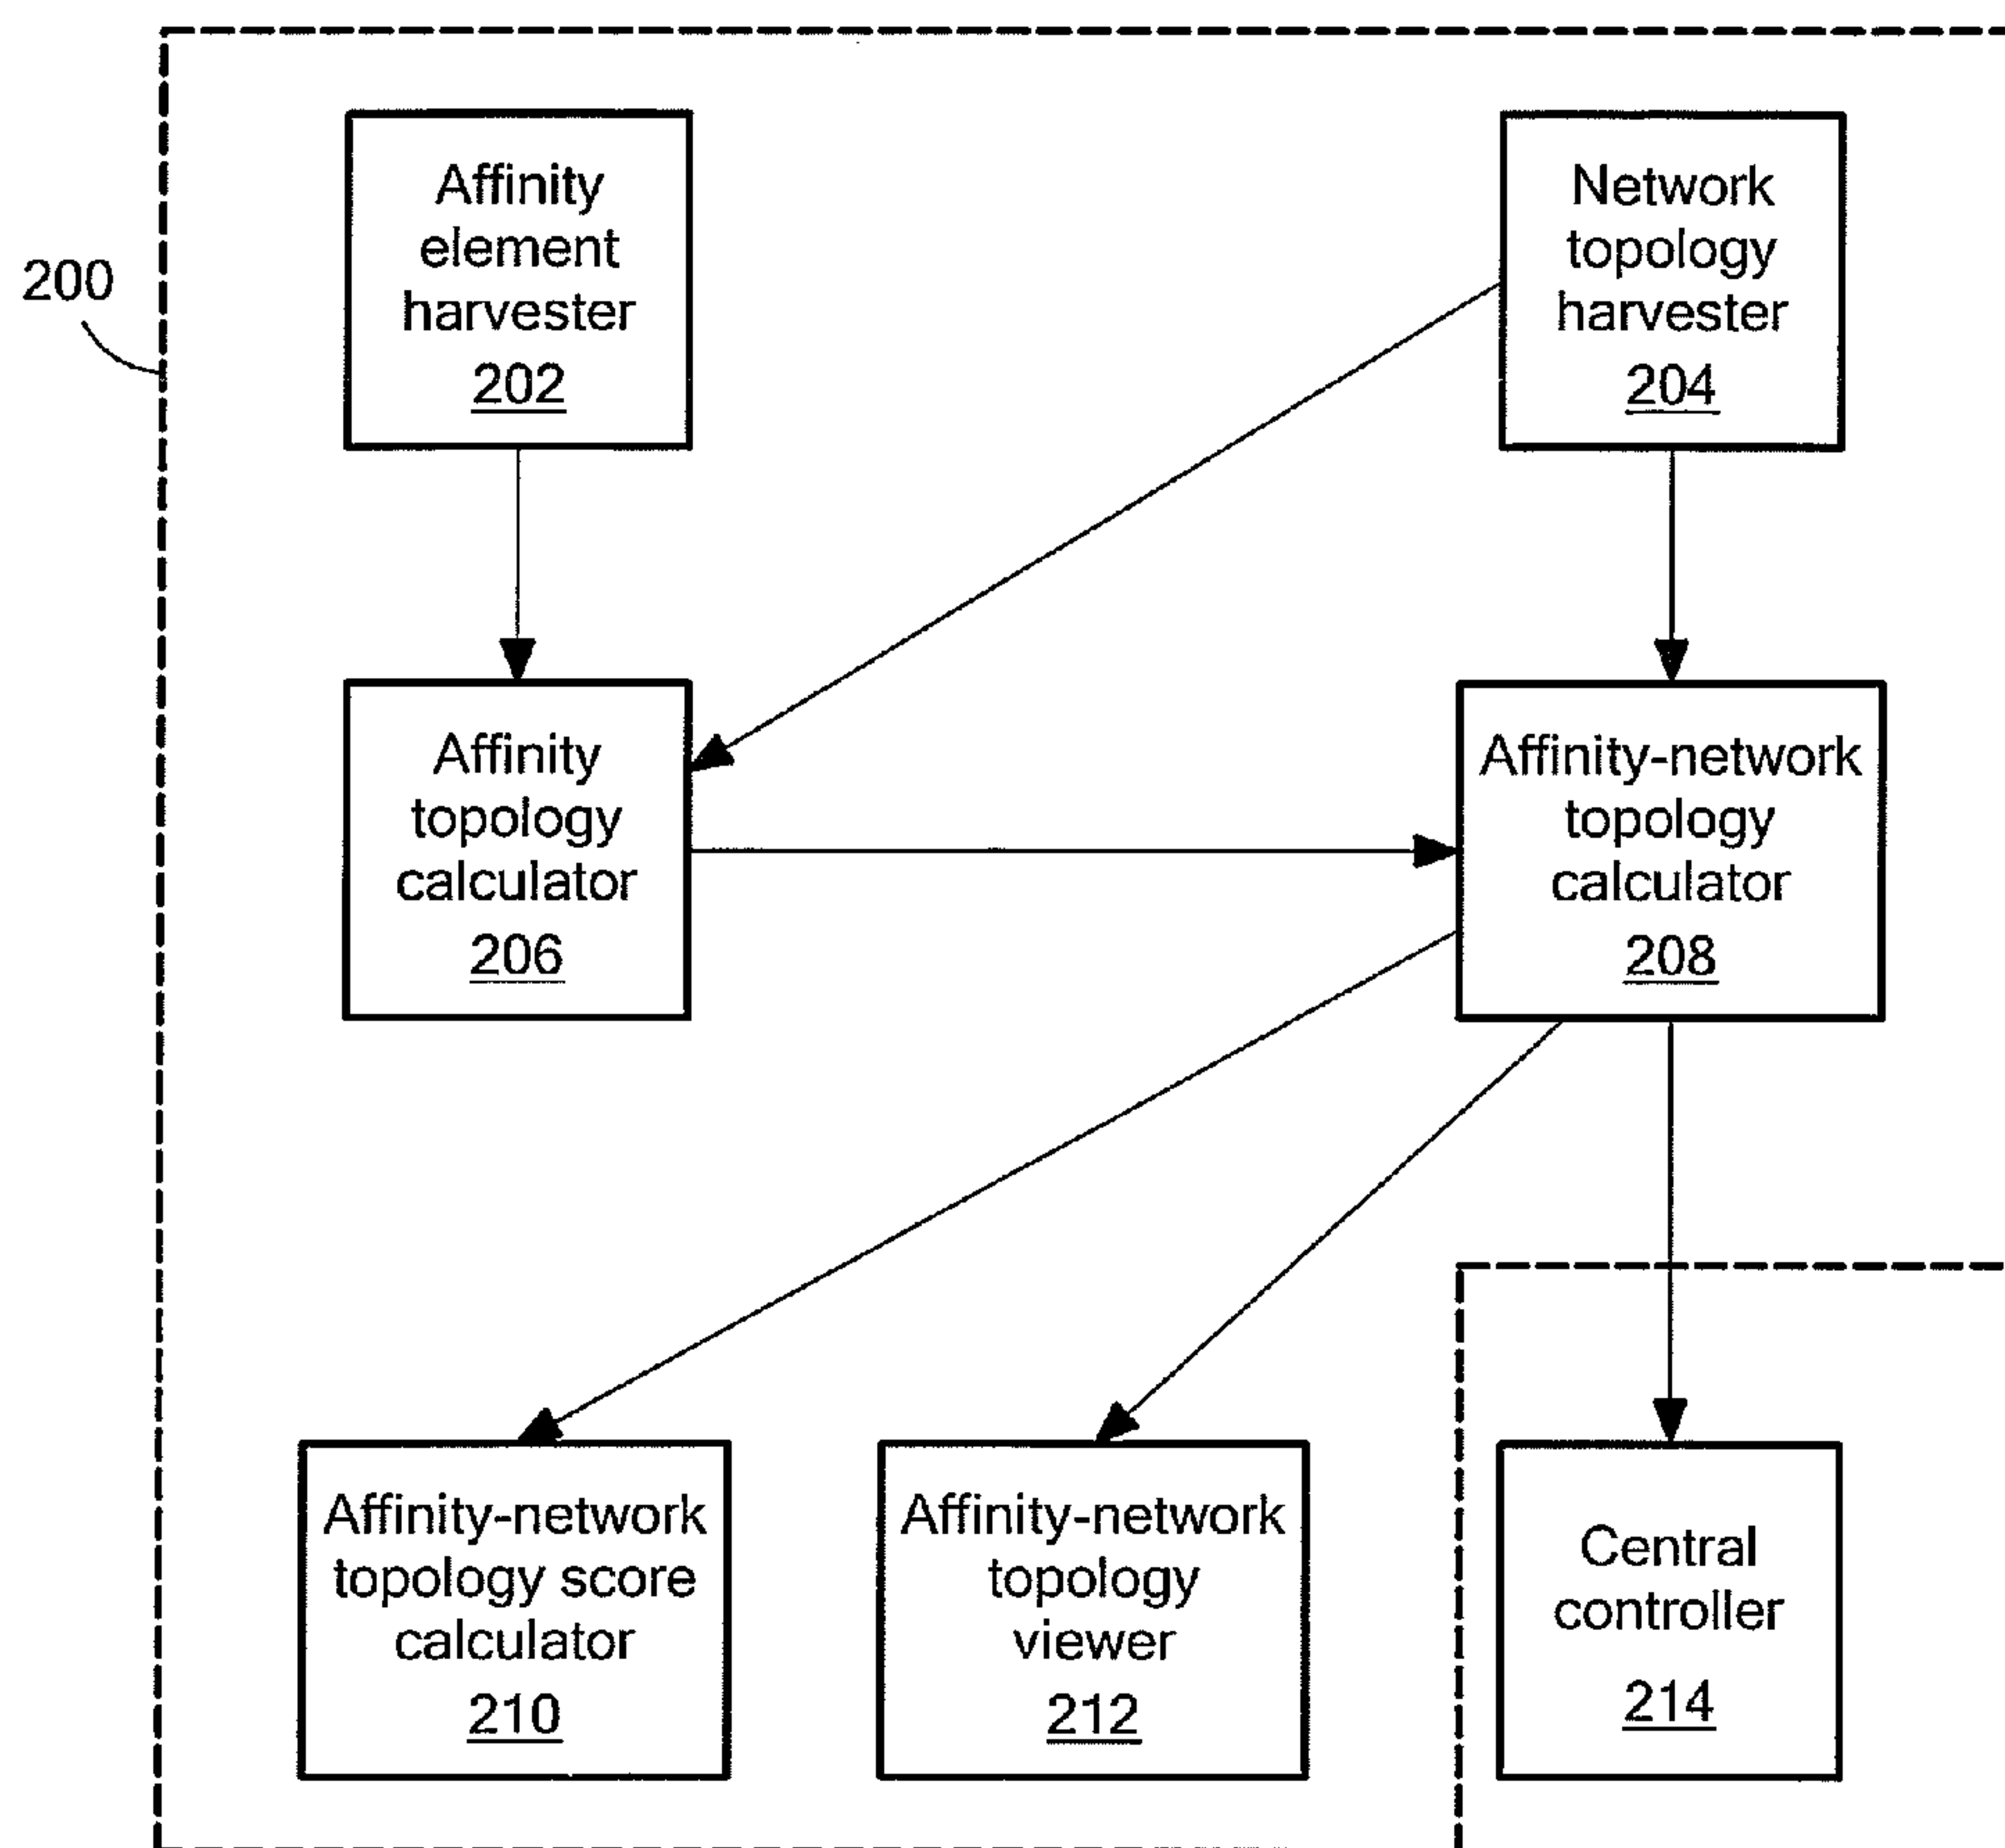 200
Affinity
element
harvester
202
Network
topology
harvester
204
Affinity
topology
calculator
206
Affinity-network
topology
calculator
208
Affinity-network
topology score
calculator
210
Affinity-network
topology
viewer
212
Central
controller
214